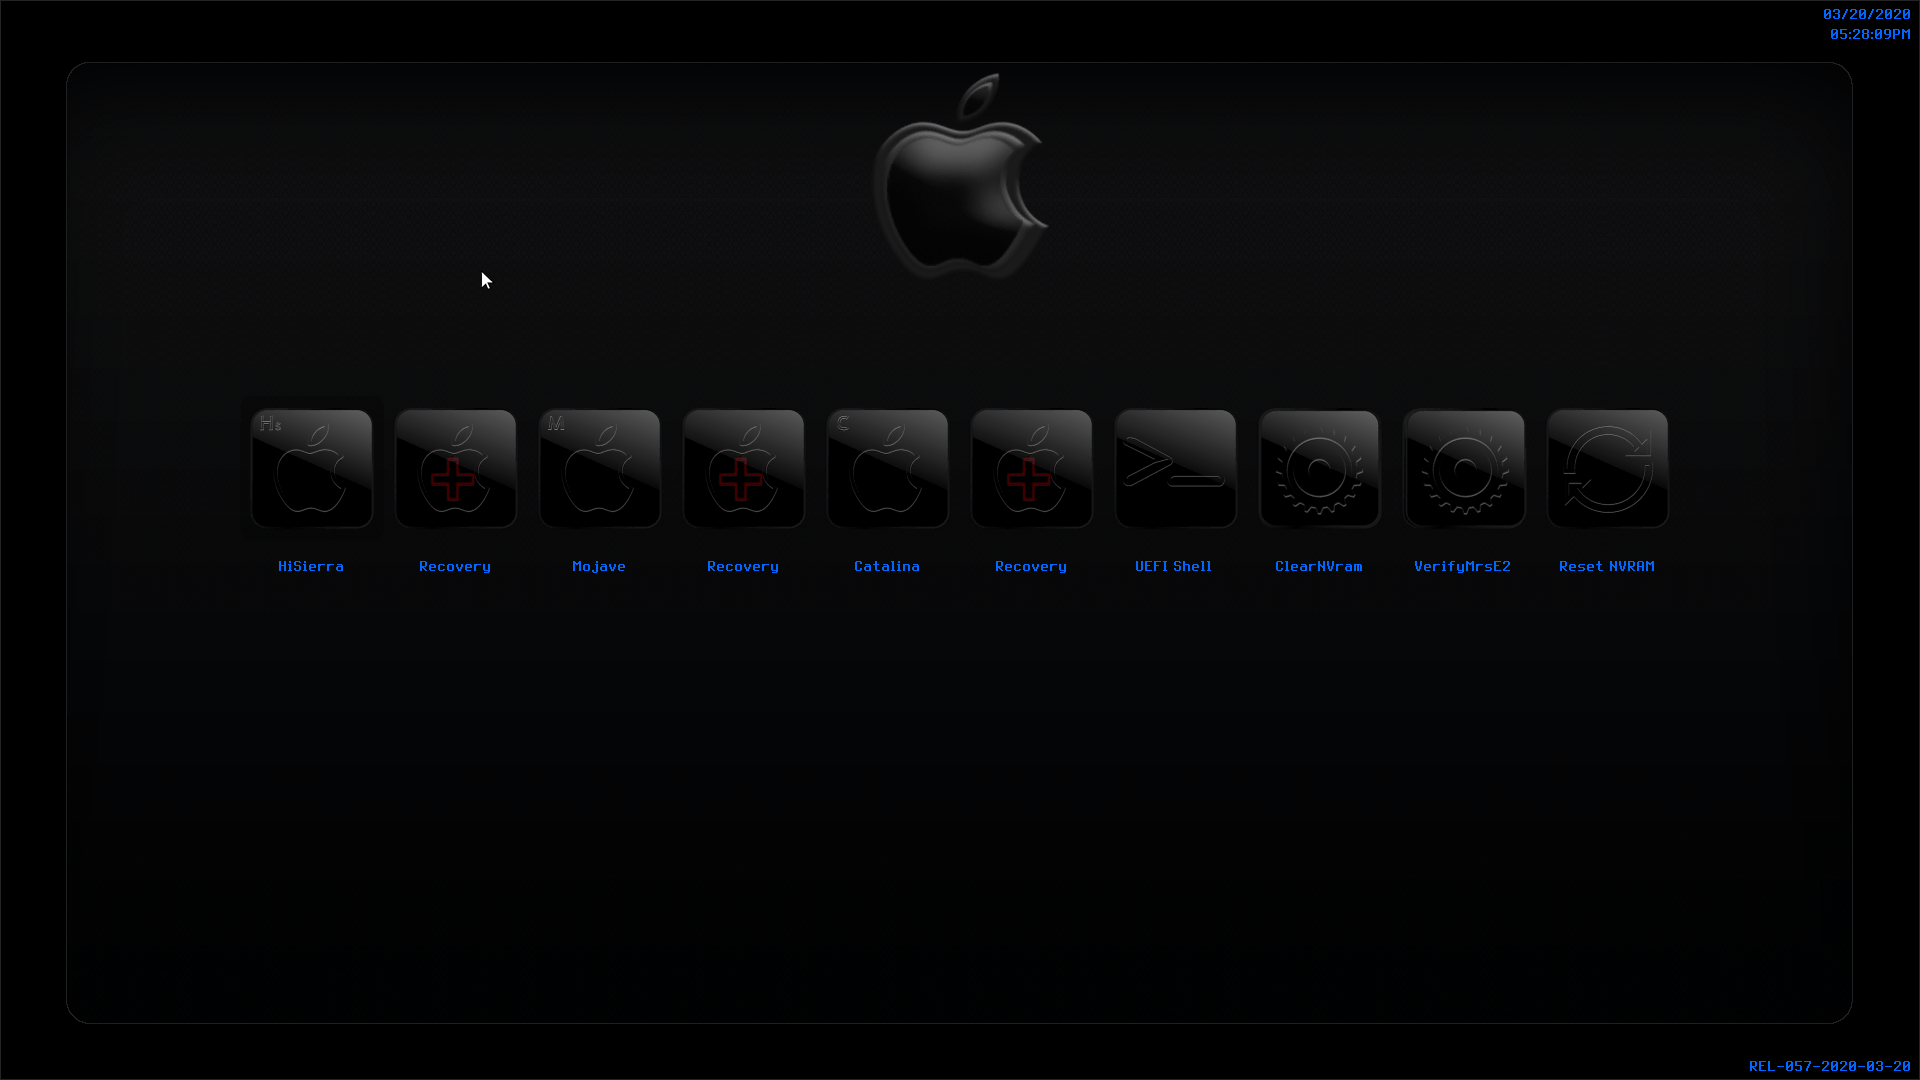 03/20/2020
05:28:09PM
Hs
M
C
HiSierra
Recovery
Mojave
Recovery
Catalina
Recovery
UEFI Shell
ClearNVram
VerifyMrsE2
Reset NVRAM
REL-057-2020-03-20